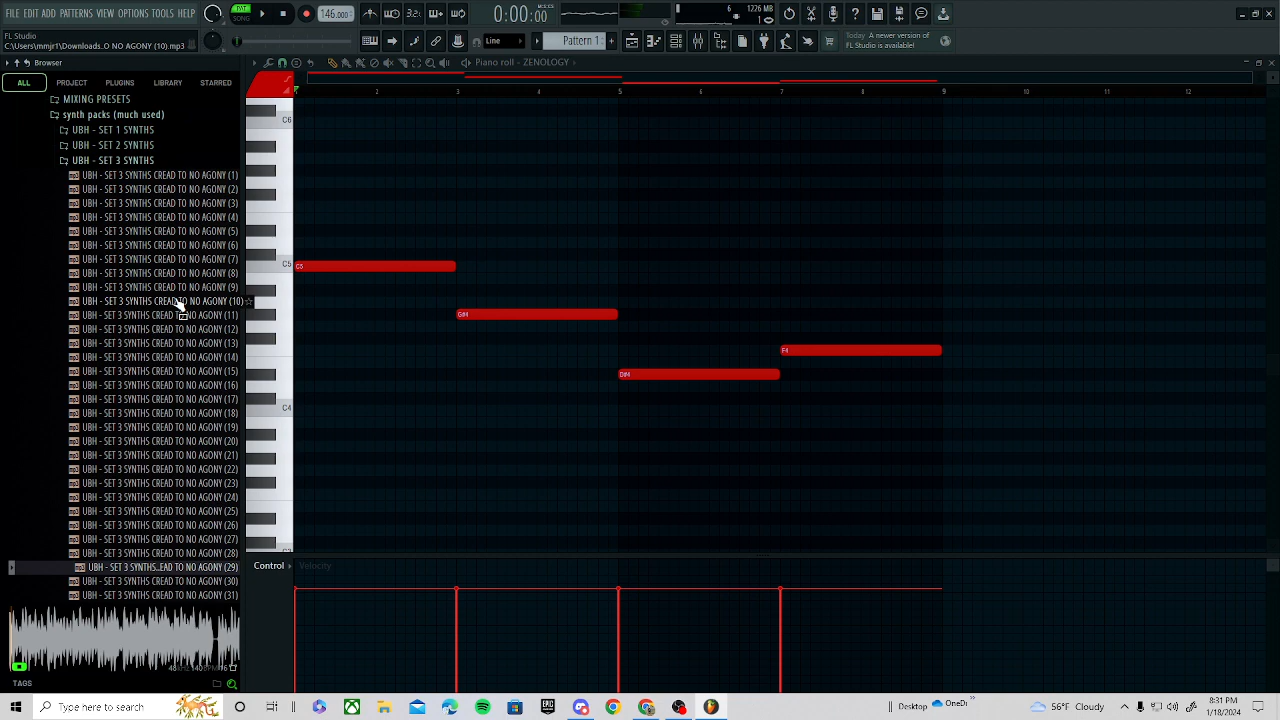 FILE EDIT ADD PATTERNS VIEW OPTIONS TOOLS HELP
PAT
SONG
146.000
0:00:00
6
1226 MB
7
FL Studio
C:\Users\mmjr1\Downloads..O NO AGONY (10).mp3
Line
Pattern 1
+
Today A newer version of
FL Studio is available
Browser
Piano roll - ZENOLOGY
ALL
PROJECT
PLUGINS
LIBRARY
STARRED
2 3 4 5 6 7 8 9 10 11 12
MIXING PRESETS
synth packs (much used)
UBH - SET 1 SYNTHS
UBH - SET 2 SYNTHS
UBH - SET 3 SYNTHS
UBH - SET 3 SYNTHS CREAD TO NO AGONY (1)
UBH - SET 3 SYNTHS CREAD TO NO AGONY (2)
UBH - SET 3 SYNTHS CREAD TO NO AGONY (3)
UBH - SET 3 SYNTHS CREAD TO NO AGONY (4)
UBH - SET 3 SYNTHS CREAD TO NO AGONY (5)
UBH - SET 3 SYNTHS CREAD TO NO AGONY (6)
UBH - SET 3 SYNTHS CREAD TO NO AGONY (7)
UBH - SET 3 SYNTHS CREAD TO NO AGONY (8)
UBH - SET 3 SYNTHS CREAD TO NO AGONY (9)
UBH - SET 3 SYNTHS CREAD TO NO AGONY (10)
UBH - SET 3 SYNTHS CREAD TO NO AGONY (11)
UBH - SET 3 SYNTHS CREAD TO NO AGONY (12)
UBH - SET 3 SYNTHS CREAD TO NO AGONY (13)
UBH - SET 3 SYNTHS CREAD TO NO AGONY (14)
UBH - SET 3 SYNTHS CREAD TO NO AGONY (15)
UBH - SET 3 SYNTHS CREAD TO NO AGONY (16)
UBH - SET 3 SYNTHS CREAD TO NO AGONY (17)
UBH - SET 3 SYNTHS CREAD TO NO AGONY (18)
UBH - SET 3 SYNTHS CREAD TO NO AGONY (19)
UBH - SET 3 SYNTHS CREAD TO NO AGONY (20)
UBH - SET 3 SYNTHS CREAD TO NO AGONY (21)
UBH - SET 3 SYNTHS CREAD TO NO AGONY (22)
UBH - SET 3 SYNTHS CREAD TO NO AGONY (23)
UBH - SET 3 SYNTHS CREAD TO NO AGONY (24)
UBH - SET 3 SYNTHS CREAD TO NO AGONY (25)
UBH - SET 3 SYNTHS CREAD TO NO AGONY (26)
UBH - SET 3 SYNTHS CREAD TO NO AGONY (27)
UBH - SET 3 SYNTHS CREAD TO NO AGONY (28)
UBH - SET 3 SYNTHS..EAD TO NO AGONY (29)
UBH - SET 3 SYNTHS CREAD TO NO AGONY (30)
UBH - SET 3 SYNTHS CREAD TO NO AGONY (31)
C6
C5
C5
G#4
F4
D#4
C4
Control
Velocity
TAGS
Type here to search
EPIC
Desktop
OneDr.
56°F Cloudy
8:31 PM
1/18/2024